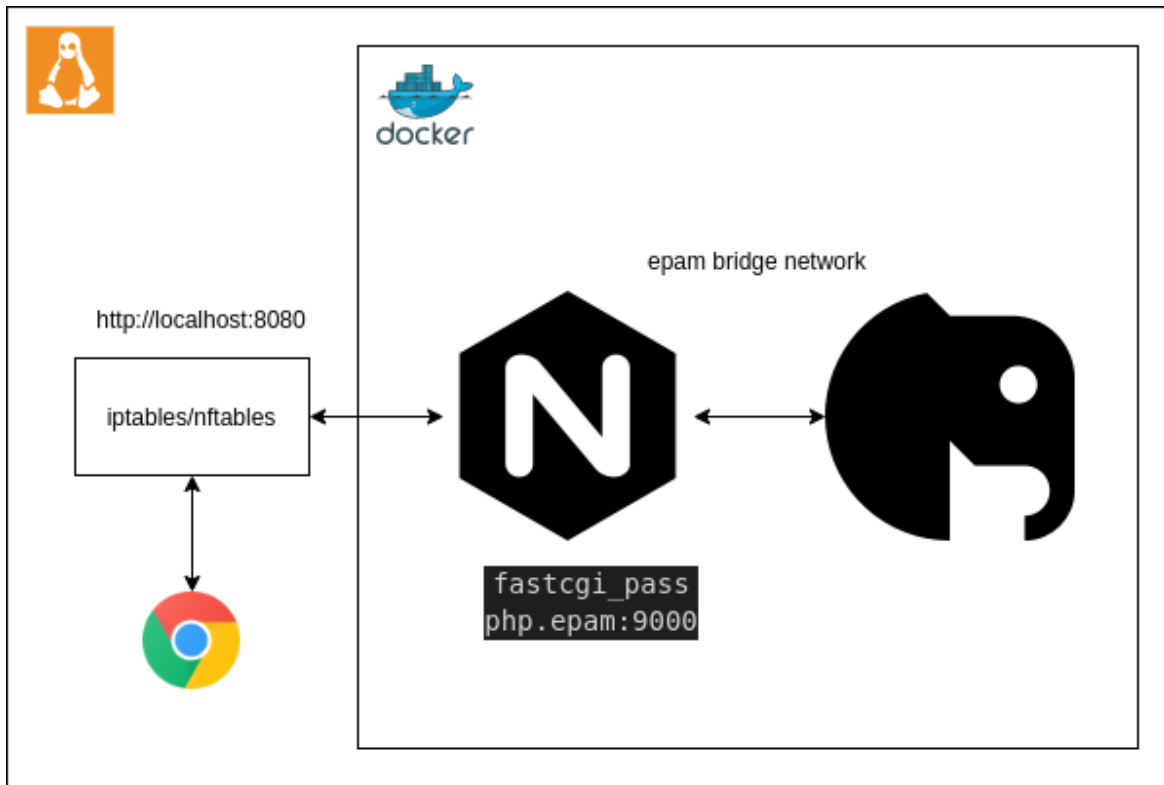 docker
epam bridge network
http://localhost:8080
iptables/nftables
N
fastcgi_pass
php.epam:9000